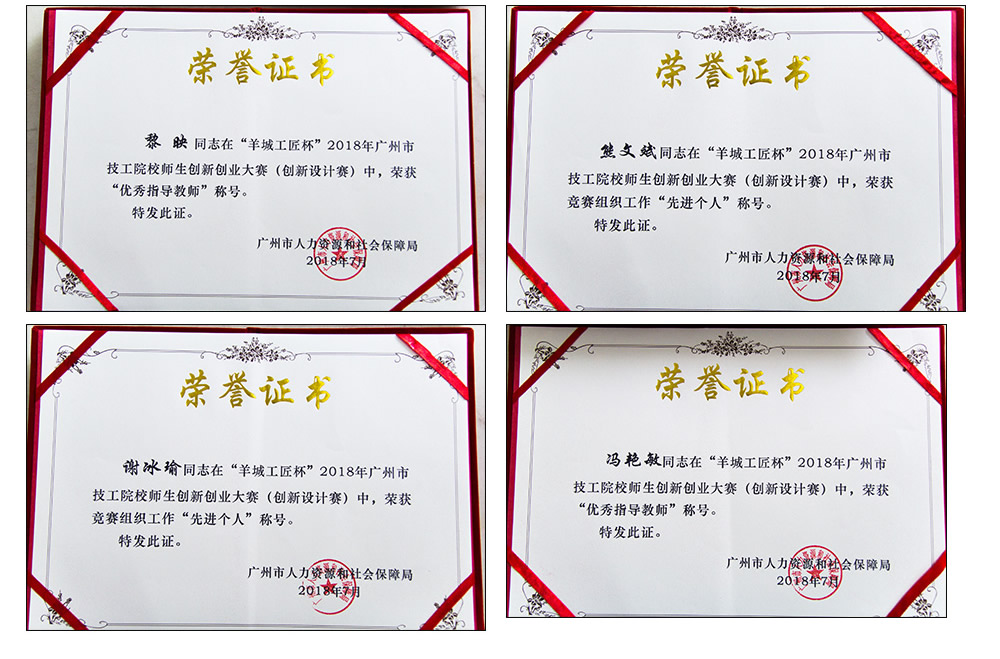 荣誉证书
黎 映同志在“羊城工匠杯”2018年广州市
技工院校师生创新创业大赛（创新设计赛）中，荣获
“优秀指导教师”称号。
特发此证。
广州市人力资源和社会保障局
2018年7月
荣誉证书
熊文斌同志在“羊城工匠杯”2018年广州市
技工院校师生创新创业大赛（创新设计赛）中，荣获
竞赛组织工作“先进个人”称号。
特发此证。
广州市人力资源和社会保障局
2018年7月
荣誉证书
谢冰瑜同志在“羊城工匠杯”2018年广州市
技工院校师生创新创业大赛（创新设计赛）中，荣获
竞赛组织工作“先进个人”称号。
特发此证。
广州市人力资源和社会保障局
2018年7月
荣誉证书
冯艳敏同志在“羊城工匠杯”2018年广州市
技工院校师生创新创业大赛（创新设计赛）中，荣获
“优秀指导教师”称号。
特发此证。
广州市人力资源和社会保障局
2018年7月